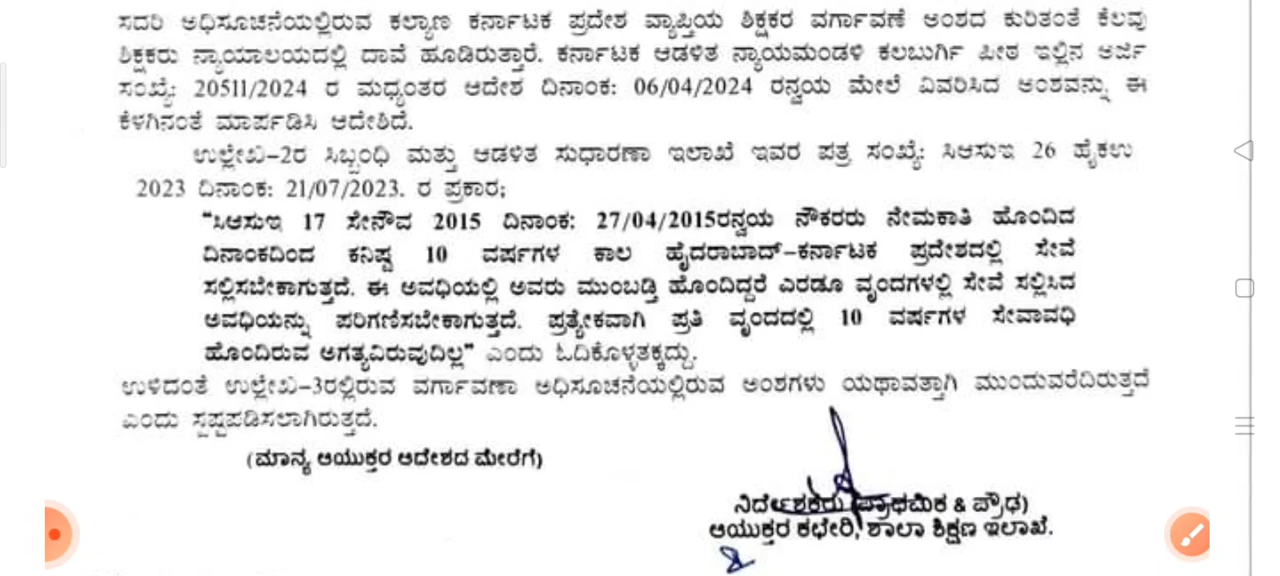 ಸದರಿ ಅಧಿಸೂಚನೆಯಲ್ಲಿರುವ ಕಲ್ಯಾಣ ಕರ್ನಾಟಕ ಪ್ರದೇಶ ವ್ಯಾಪ್ತಿಯ ಶಿಕ್ಷಕರ ವರ್ಗಾವಣೆ ಅಂಶದ ಕುರಿತಂತೆ ಕೆಲವು
ಶಿಕ್ಷಕರು ನ್ಯಾಯಾಲಯದಲ್ಲಿ ದಾವೆ ಹೂಡಿರುತ್ತಾರೆ. ಕರ್ನಾಟಕ ಆಡಳಿತ ನ್ಯಾಯಮಂಡಳಿ ಕಲಬುರ್ಗಿ ಪೀಠ ಇಲ್ಲಿನ ಅರ್ಜಿ
ಸಂಖ್ಯೆ: 20511/2024 ರ ಮಧ್ಯಂತರ ಆದೇಶ ದಿನಾಂಕ: 06/04/2024 ರನ್ವಯ ಮೇಲೆ ವಿವರಿಸಿದ ಅಂಶವನ್ನು ಈ
ಕೆಳಗಿನಂತೆ ಮಾರ್ಪಡಿಸಿ ಆದೇಶಿದೆ.
ಉಲ್ಲೇಖ-2ರ ಸಿಬ್ಬಂಧಿ ಮತ್ತು ಆಡಳಿತ ಸುಧಾರಣಾ ಇಲಾಖೆ ಇವರ ಪತ್ರ ಸಂಖ್ಯೆ: ಸಿಆಸುಇ 26 ಹೈಕಉ
2023 ದಿನಾಂಕ: 21/07/2023. ರ ಪ್ರಕಾರ;
"ಸಿಆಸುಇ 17 ಸೇನೌವ 2015 ದಿನಾಂಕ: 27/04/2015ರನ್ವಯ ನೌಕರರು ನೇಮಕಾತಿ ಹೊಂದಿದ
ದಿನಾಂಕದಿಂದ ಕನಿಷ್ಠ 10 ವರ್ಷಗಳ ಕಾಲ ಹೈದರಾಬಾದ್-ಕರ್ನಾಟಕ ಪ್ರದೇಶದಲ್ಲಿ ಸೇವೆ
ಸಲ್ಲಿಸಬೇಕಾಗುತ್ತದೆ. ಈ ಅವಧಿಯಲ್ಲಿ ಅವರು ಮುಂಬಡ್ತಿ ಹೊಂದಿದ್ದರೆ ಎರಡೂ ವೃಂದಗಳಲ್ಲಿ ಸೇವೆ ಸಲ್ಲಿಸಿದ
ಅವಧಿಯನ್ನು ಪರಿಗಣಿಸಬೇಕಾಗುತ್ತದೆ. ಪ್ರತ್ಯೇಕವಾಗಿ ಪ್ರತಿ ವೃಂದದಲ್ಲಿ 10 ವರ್ಷಗಳ ಸೇವಾವಧಿ
ಹೊಂದಿರುವ ಅಗತ್ಯವಿರುವುದಿಲ್ಲ" ಎಂದು ಓದಿಕೊಳ್ಳತಕ್ಕದ್ದು.
ಉಳಿದಂತೆ ಉಲ್ಲೇಖ-3ರಲ್ಲಿರುವ ವರ್ಗಾವಣಾ ಅಧಿಸೂಚನೆಯಲ್ಲಿರುವ ಅಂಶಗಳು ಯಥಾವತ್ತಾಗಿ ಮುಂದುವರೆದಿರುತ್ತದೆ
ಎಂದು ಸ್ಪಷ್ಟಪಡಿಸಲಾಗಿರುತ್ತದೆ.
(ಮಾನ್ಯ ಆಯುಕ್ತರ ಆದೇಶದ ಮೇರೆಗೆ)
ನಿರ್ದೇಶಕರು (ಪ್ರಾಥಮಿಕ & ಪ್ರೌಢ)
ಆಯುಕ್ತರ ಕಛೇರಿ, ಶಾಲಾ ಶಿಕ್ಷಣ ಇಲಾಖೆ.